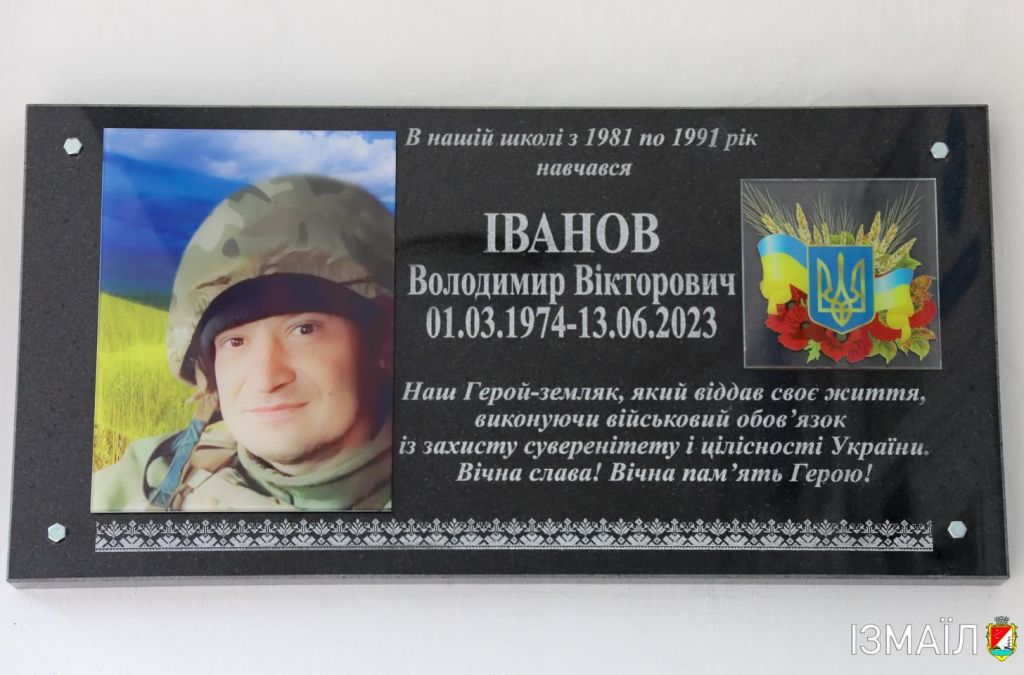 В нашій школі з 1981 по 1991 рік
навчався
ІВАНОВ
Володимир Вікторович
01.03.1974-13.06.2023
Наш Герой-земляк, який віддав своє життя,
виконуючи військовий обов’язок
із захисту суверенітету і цілісності України.
Вічна слава! Вічна пам’ять Герою!
ІЗМАЇЛ